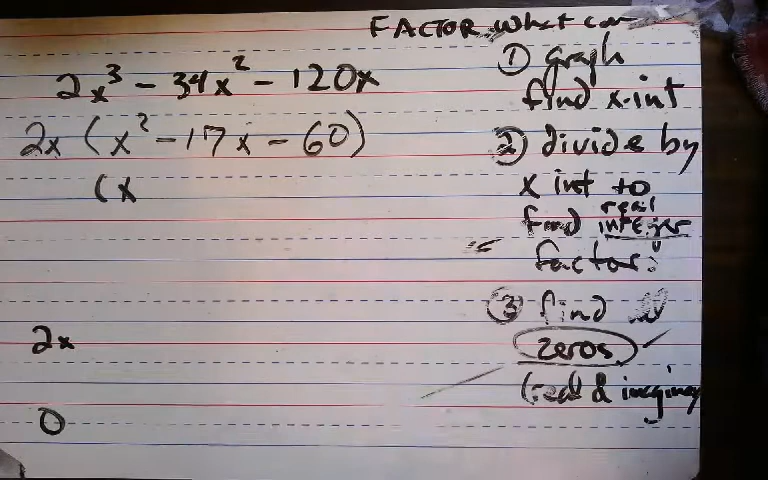 FACTOR what can
2x³ - 34x² - 120x
2x (x² - 17x - 60)
(x
2x
0
① graph
find x-int
② divide by
x int to
find real integer
factors
③ find
zeros
(real &